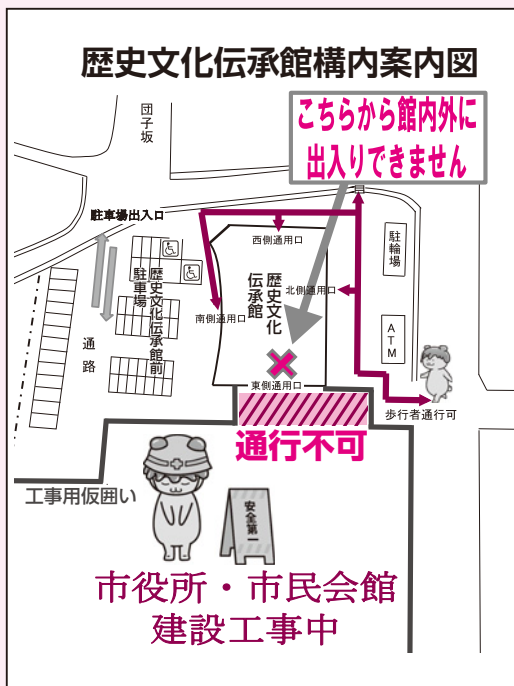 歴史文化伝承館構内案内図
こちらから館内外に
出入りできません
団子坂
駐車場出入口
西側通用口
駐輪場
歴史文化
伝承館
北側通用口
歴史文化伝承館前
駐車場
南側通用口
通路
ATM
東側通用口
歩行者通行可
通行不可
工事用仮囲い
安全第一
市役所・市民会館
建設工事中